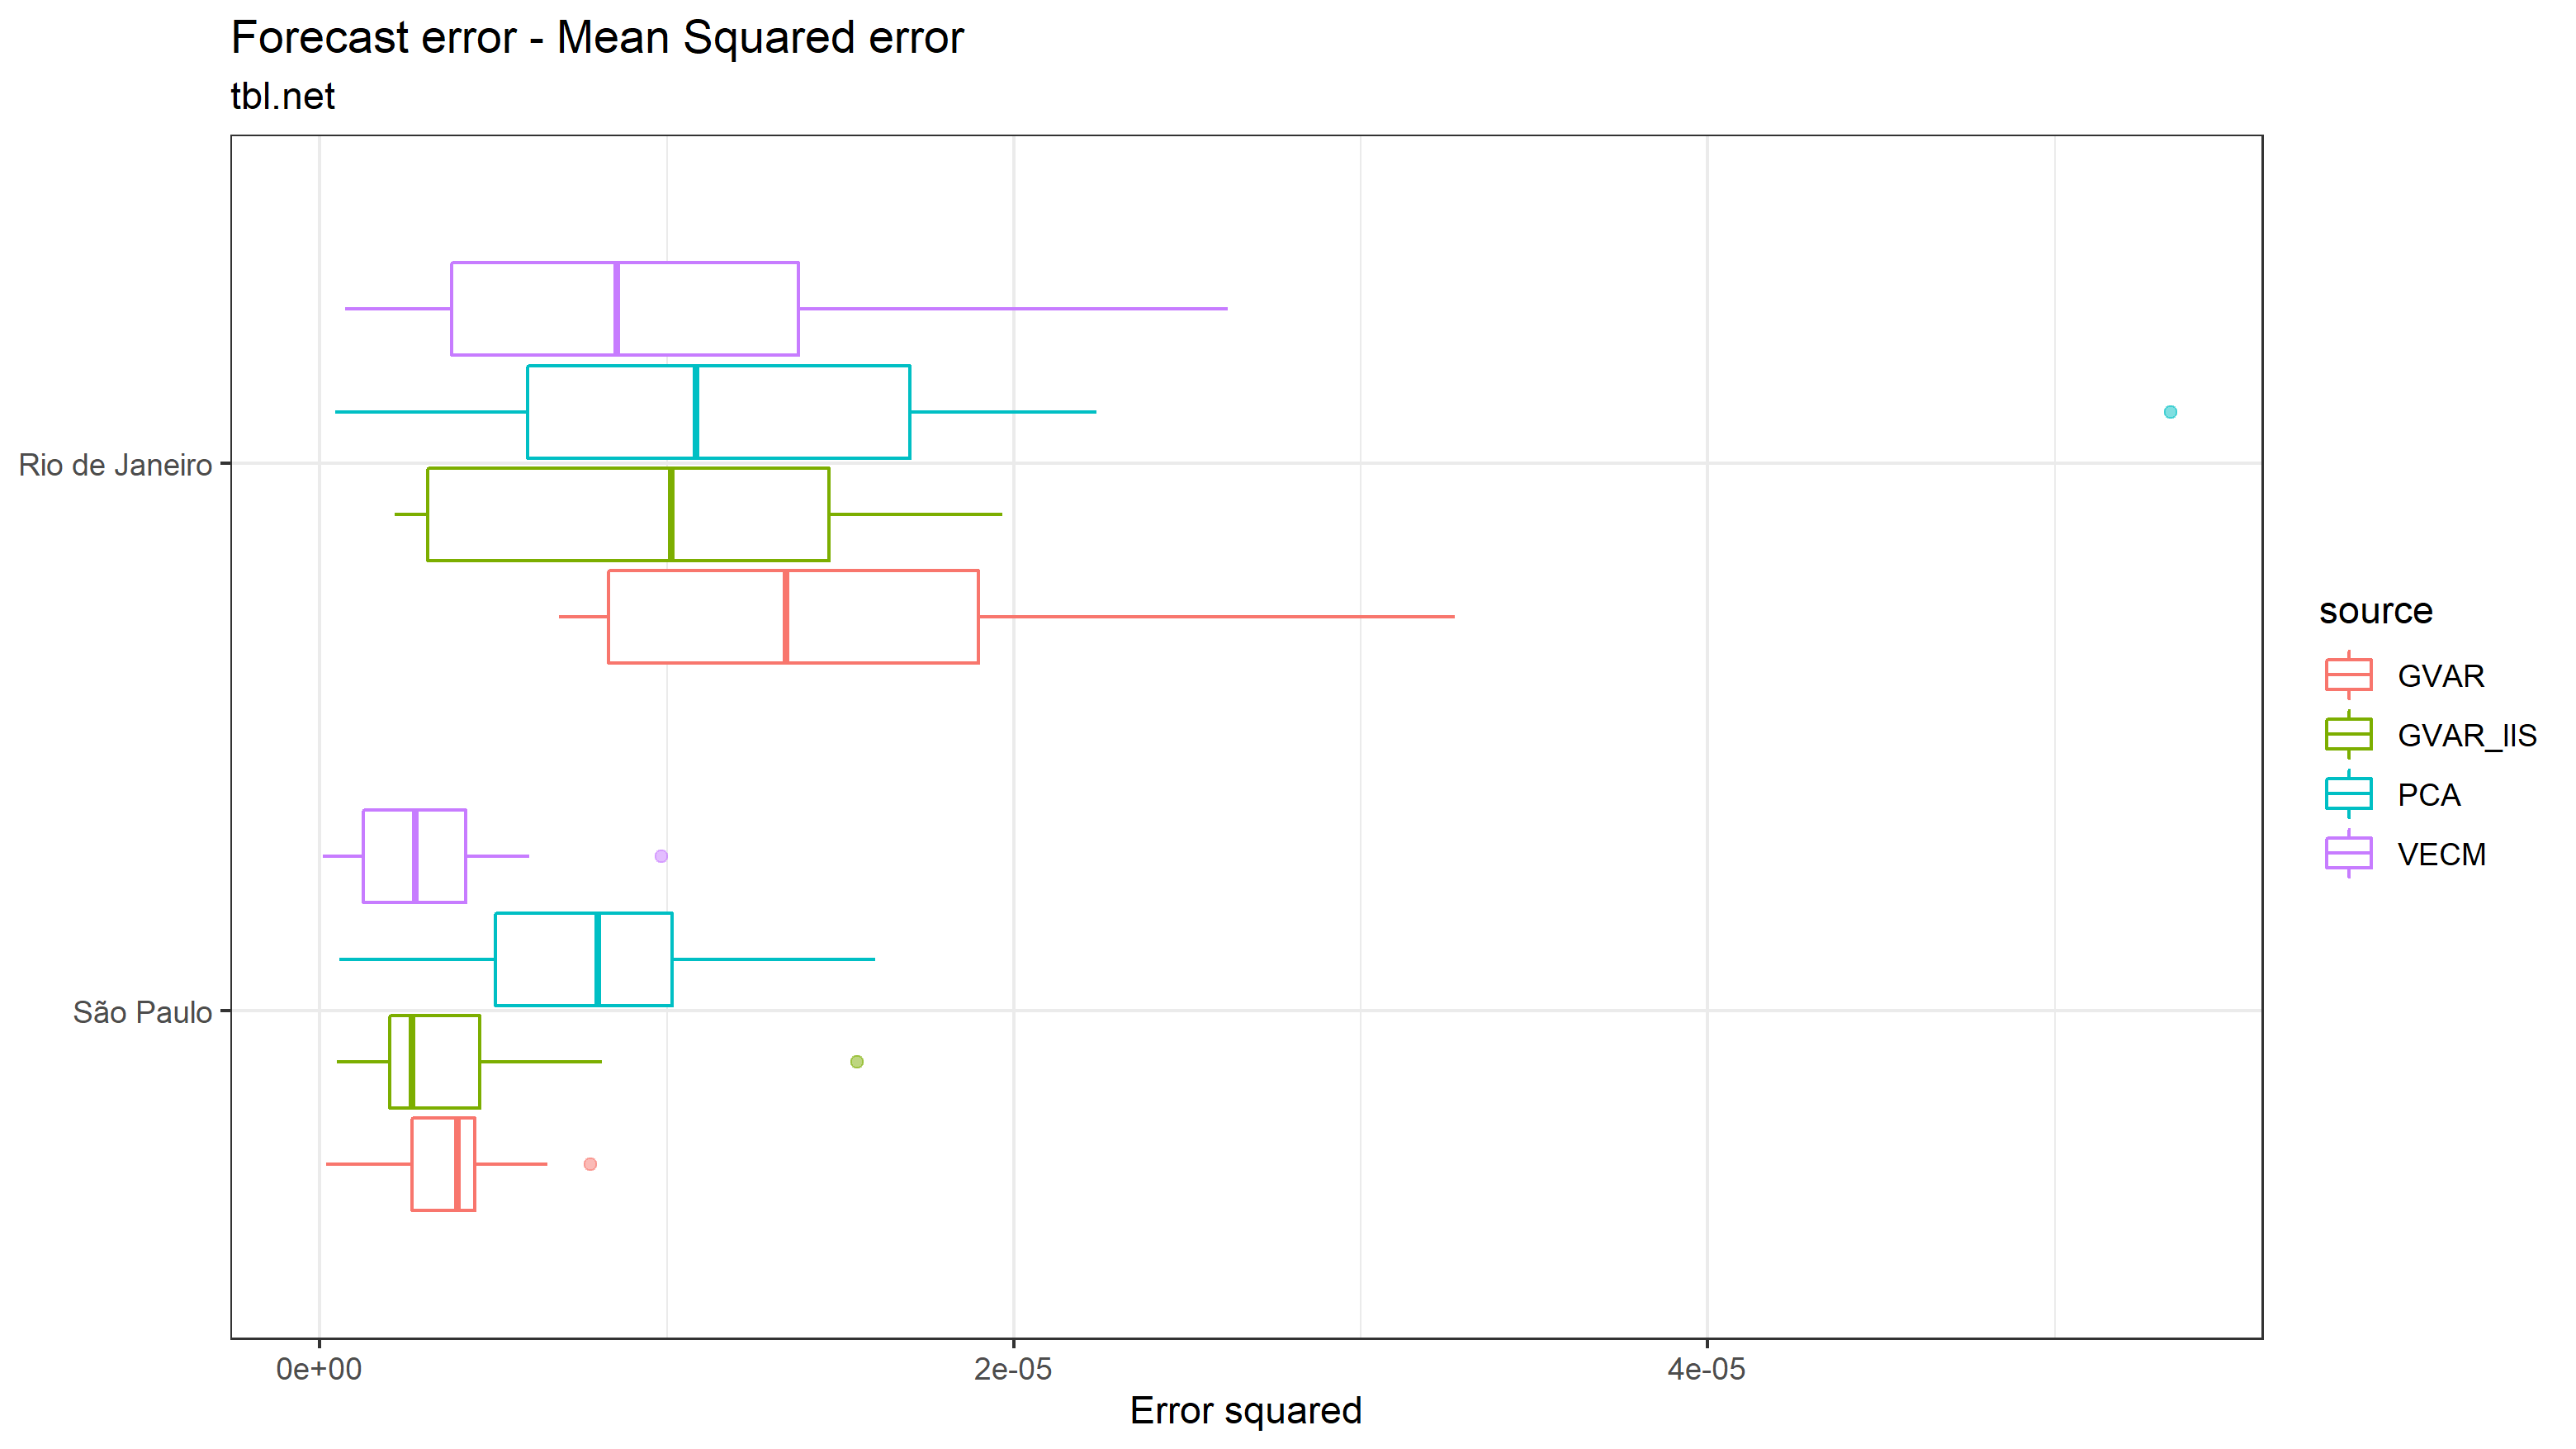 Forecast error - Mean Squared error
tbl.net
Rio de Janeiro
São Paulo
0e+00
2e-05
4e-05
Error squared
source
GVAR
GVAR_IIS
PCA
VECM